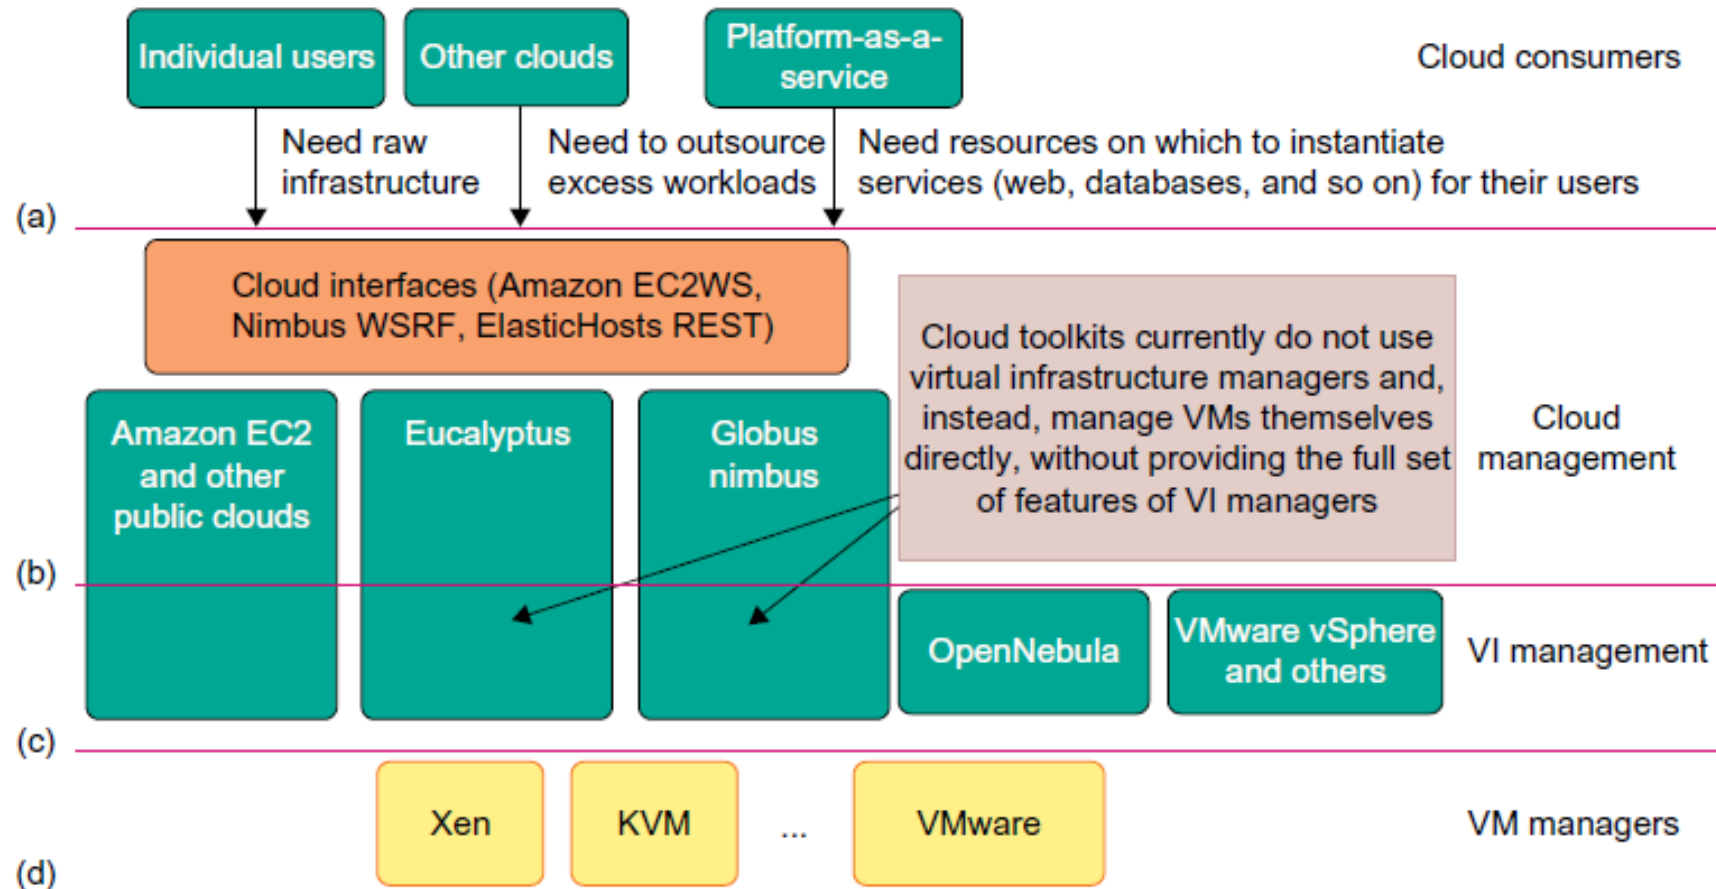 Individual users
Other clouds
Platform-as-a-
service
Cloud consumers
Need raw
infrastructure
Need to outsource
excess workloads
Need resources on which to instantiate
services (web, databases, and so on) for their users
(a)
Cloud interfaces (Amazon EC2WS,
Nimbus WSRF, ElasticHosts REST)
Cloud toolkits currently do not use
virtual infrastructure managers and,
instead, manage VMs themselves
directly, without providing the full set
of features of VI managers
Cloud
management
Amazon EC2
and other
public clouds
Eucalyptus
Globus
nimbus
(b)
OpenNebula
VMware vSphere
and others
VI management
(c)
Xen
KVM
...
VMware
VM managers
(d)